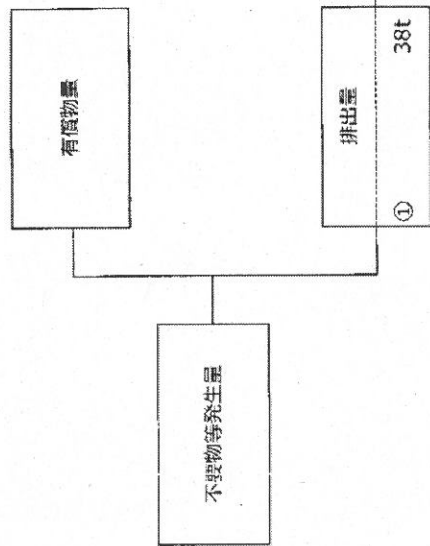 不要物等発生量
有償物量
排出量
① 38t